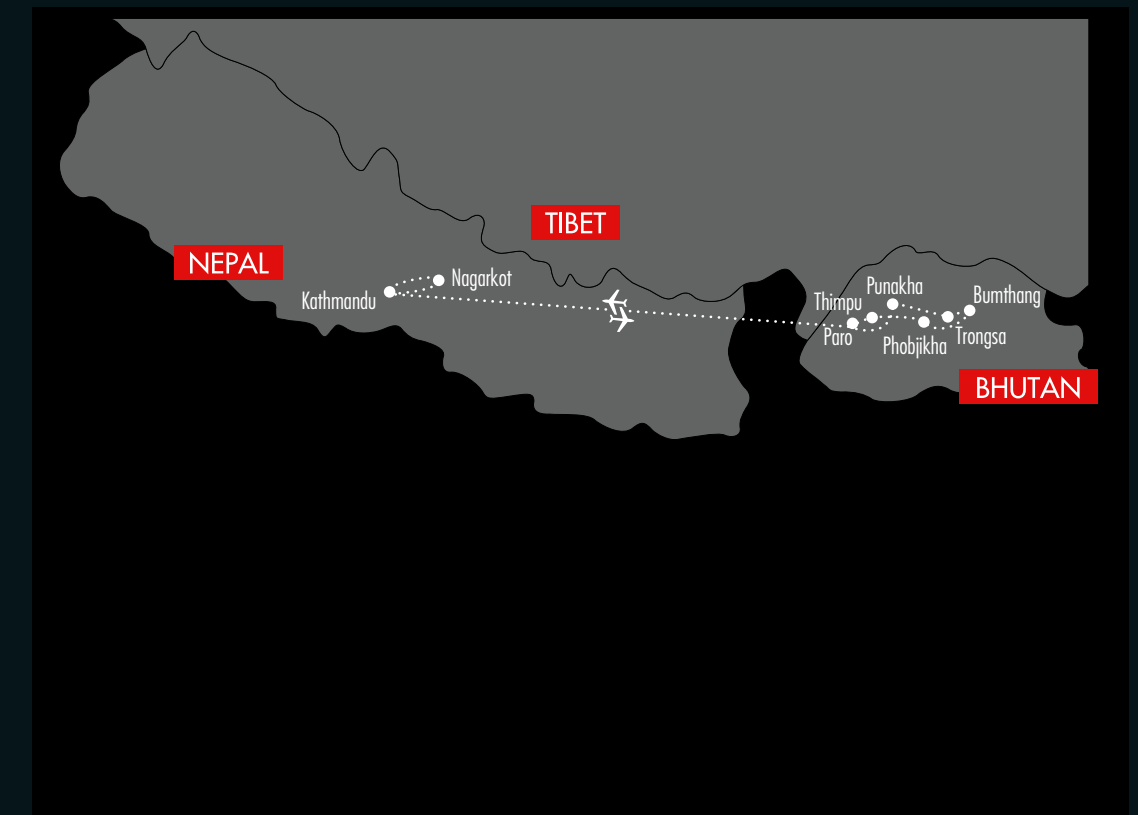 TIBET
NEPAL
Nagarkot
Kathmandu
Punakha
Thimpu
Bumthang
Paro
Phobjikha
Trongsa
BHUTAN